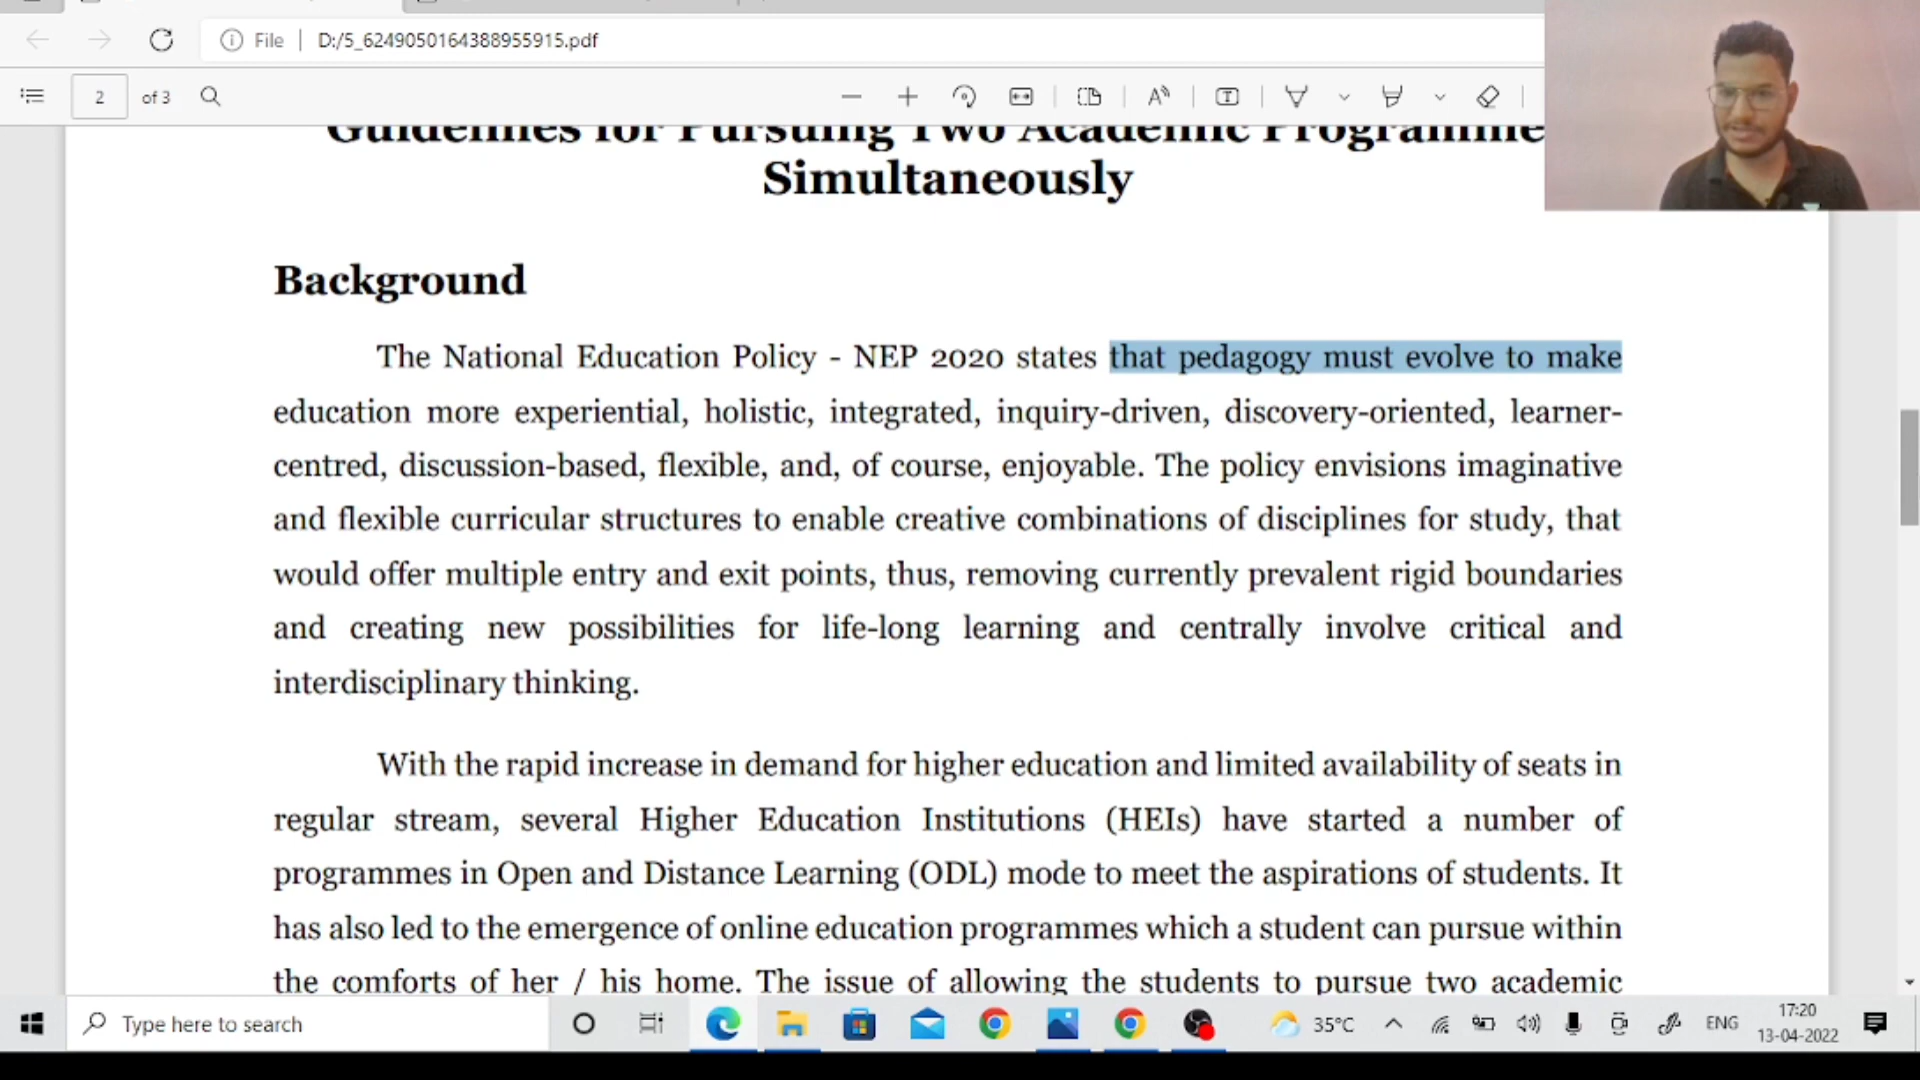 File
D:/5_6249050164388955915.pdf
2 of 3
Guidelines for Pursuing Two Academic Programme
Simultaneously
Background
The National Education Policy - NEP 2020 states that pedagogy must evolve to make
education more experiential, holistic, integrated, inquiry-driven, discovery-oriented, learner-
centred, discussion-based, flexible, and, of course, enjoyable. The policy envisions imaginative
and flexible curricular structures to enable creative combinations of disciplines for study, that
would offer multiple entry and exit points, thus, removing currently prevalent rigid boundaries
and creating new possibilities for life-long learning and centrally involve critical and
interdisciplinary thinking.
With the rapid increase in demand for higher education and limited availability of seats in
regular stream, several Higher Education Institutions (HEIs) have started a number of
programmes in Open and Distance Learning (ODL) mode to meet the aspirations of students. It
has also led to the emergence of online education programmes which a student can pursue within
the comforts of her / his home. The issue of allowing the students to pursue two academic
Type here to search
35°C
ENG
17:20
13-04-2022